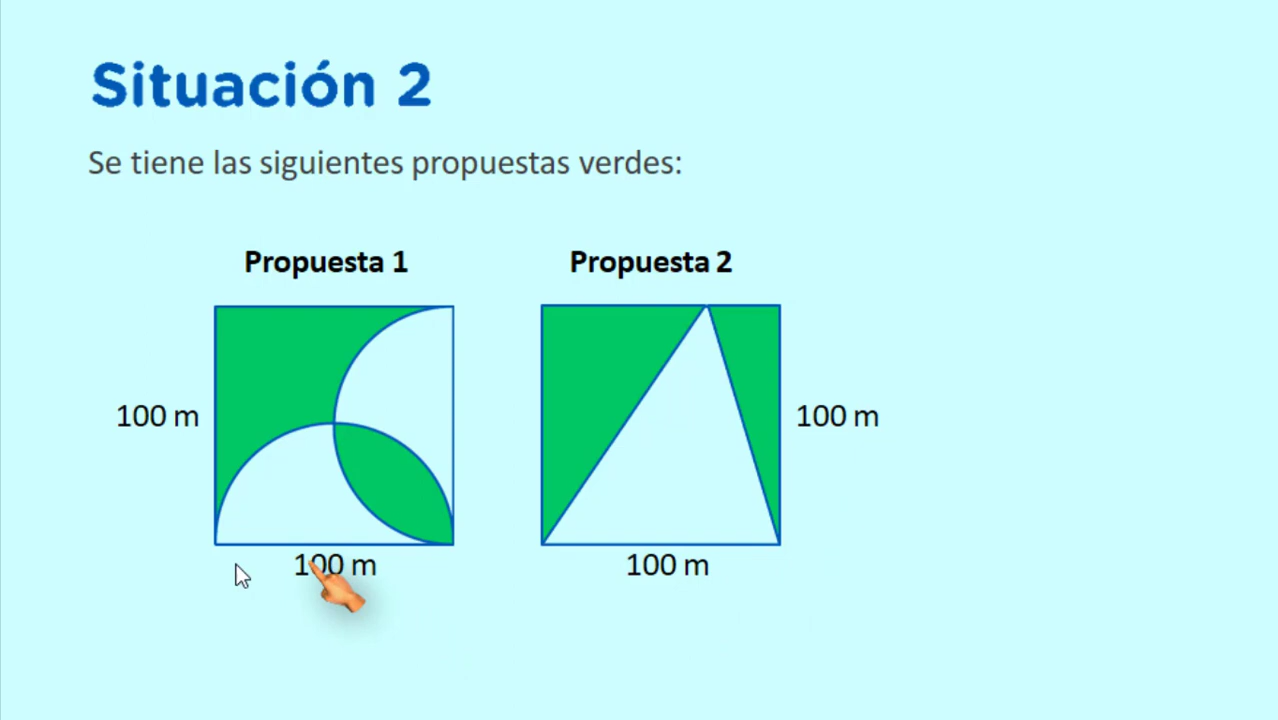 Situación 2
Se tiene las siguientes propuestas verdes:
Propuesta 1
Propuesta 2
100 m
100 m
100 m
100 m